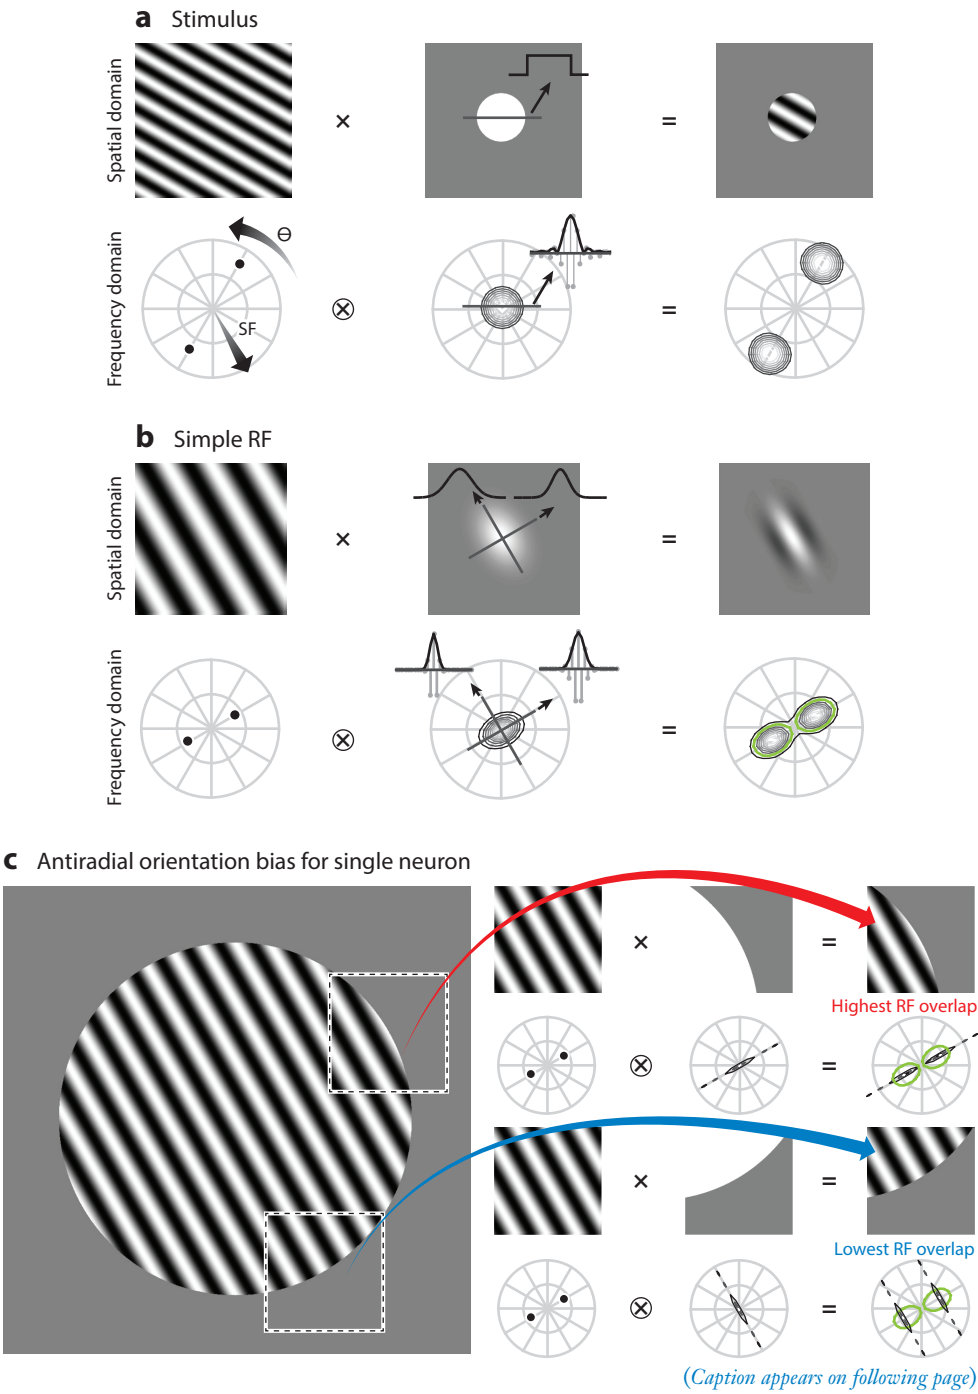 a Stimulus
Spatial domain
×
=
Frequency domain
Θ
SF
⊗
=
b Simple RF
Spatial domain
×
=
Frequency domain
⊗
=
c Antiradial orientation bias for single neuron
×
=
Highest RF overlap
⊗
=
×
=
Lowest RF overlap
⊗
=
(Caption appears on following page)